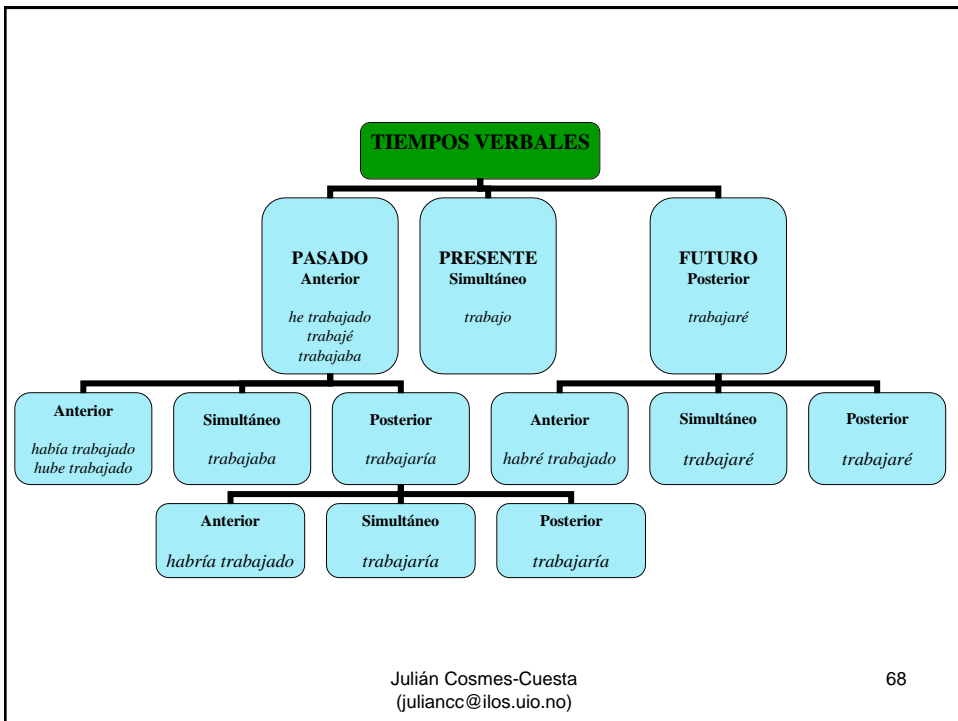 TIEMPOS VERBALES
PASADO
Anterior
he trabajado
trabajé
trabajaba
PRESENTE
Simultáneo
trabajo
FUTURO
Posterior
trabajaré
Anterior
había trabajado
hube trabajado
Simultáneo
trabajaba
Posterior
trabajaría
Anterior
habré trabajado
Simultáneo
trabajaré
Posterior
trabajaré
Anterior
habría trabajado
Simultáneo
trabajaría
Posterior
trabajaría
Julián Cosmes-Cuesta
(juliancc@ilos.uio.no)
68